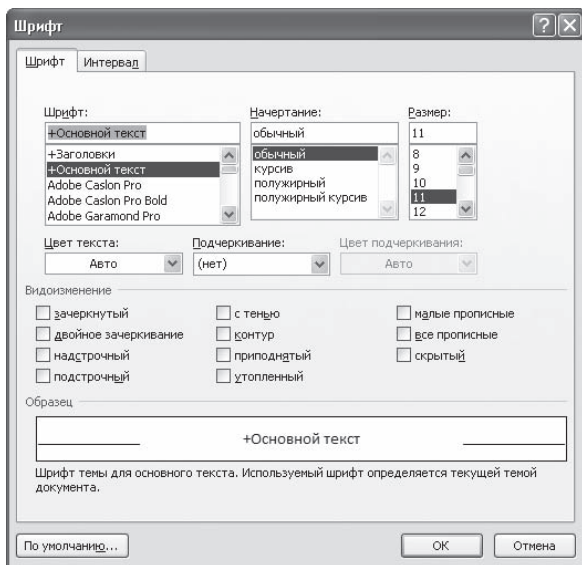 Шрифт
Шрифт Интервал
Шрифт: Начертание: Размер:
+Основной текст обычный 11
+Заголовки обычный 8
+Основной текст курсив 9
Adobe Caslon Pro полужирный 10
Adobe Caslon Pro Bold полужирный курсив 11
Adobe Garamond Pro 12
Цвет текста: Подчеркивание: Цвет подчеркивания:
Авто (нет) Авто
Видоизменение
зачеркнутый с тенью малые прописные
двойное зачеркивание контур все прописные
надстрочный приподнятый скрытый
подстрочный утопленный
Образец
+Основной текст
Шрифт темы для основного текста. Используемый шрифт определяется текущей темой
документа.
По умолчанию... ОК Отмена